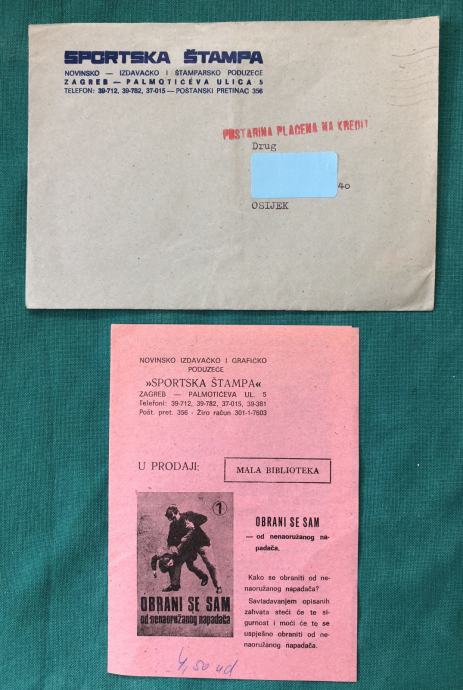 SPORTSKA ŠTAMPA
NOVINSKO — IZDAVAČKO I ŠTAMPARSKO PODUZEĆE
ZAGREB — PALMOTIĆEVA ULICA 5
TELEFON: 39-712, 39-782, 37-015 — POŠTANSKI PRETINAC 356
POŠTARINA PLAĆENA NA KREDIT
Drug
40
OSIJEK
NOVINSKO IZDAVAČKO I GRAFIČKO
PODUZEĆE
»SPORTSKA ŠTAMPA«
ZAGREB — PALMOTIĆEVA UL. 5
Telefoni: 39-712, 39-782, 37-015, 39-381
Pošt. pret. 356 - Žiro račun 301-1-7603
U PRODAJI:
MALA BIBLIOTEKA
1
OBRANI SE SAM
od nenaoružanog napadača
OBRANI SE SAM
— od nenaoružanog na-
padača.
Kako se obraniti od ne-
naoružanog napadača?
Savladavanjem opisanih
zahvata steći će te si-
gurnost i moći će te se
uspješno obraniti od ne-
naoružanog napadača.
4,50 nd